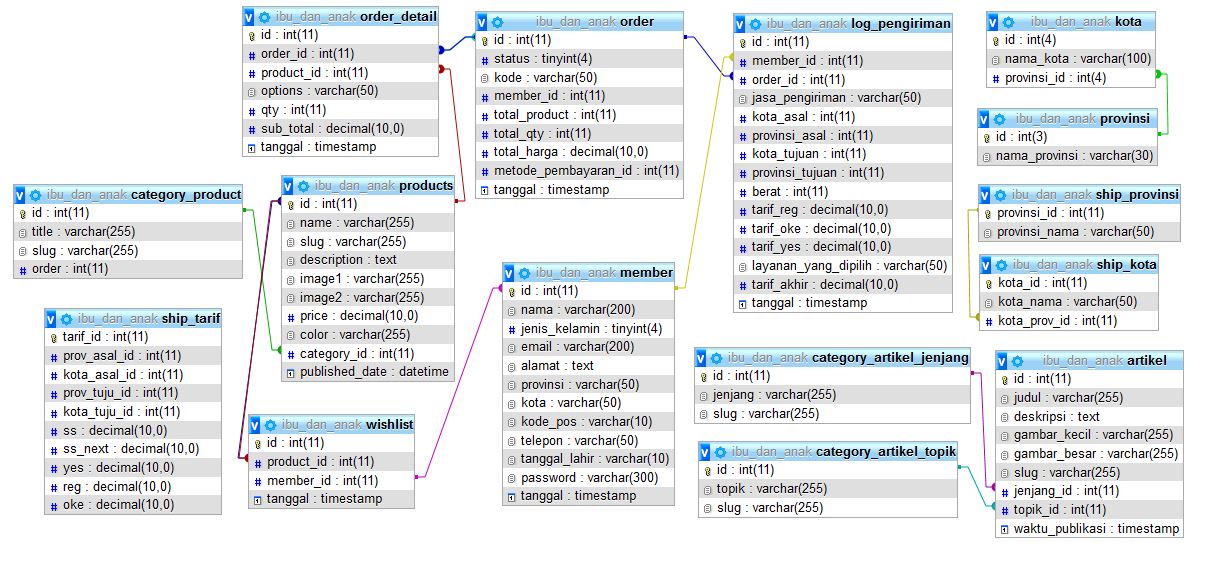 ibu_dan_anak order_detail
id : int(11)
order_id : int(11)
product_id : int(11)
options : varchar(50)
qty : int(11)
sub_total : decimal(10,0)
tanggal : timestamp
ibu_dan_anak order
id : int(11)
status : tinyint(4)
kode : varchar(50)
member_id : int(11)
total_product : int(11)
total_qty : int(11)
total_harga : decimal(10,0)
metode_pembayaran_id : int(11)
tanggal : timestamp
ibu_dan_anak log_pengiriman
id : int(11)
member_id : int(11)
order_id : int(11)
jasa_pengiriman : varchar(50)
kota_asal : int(11)
provinsi_asal : int(11)
kota_tujuan : int(11)
provinsi_tujuan : int(11)
berat : int(11)
tarif_reg : decimal(10,0)
tarif_oke : decimal(10,0)
tarif_yes : decimal(10,0)
layanan_yang_dipilih : varchar(50)
tarif_akhir : decimal(10,0)
tanggal : timestamp
ibu_dan_anak kota
id : int(4)
nama_kota : varchar(100)
provinsi_id : int(4)
ibu_dan_anak provinsi
id : int(3)
nama_provinsi : varchar(30)
ibu_dan_anak category_product
id : int(11)
title : varchar(255)
slug : varchar(255)
order : int(11)
ibu_dan_anak products
id : int(11)
name : varchar(255)
slug : varchar(255)
description : text
image1 : varchar(255)
image2 : varchar(255)
price : decimal(10,0)
color : varchar(255)
category_id : int(11)
published_date : datetime
ibu_dan_anak ship_provinsi
provinsi_id : int(11)
provinsi_nama : varchar(50)
ibu_dan_anak ship_kota
kota_id : int(11)
kota_nama : varchar(50)
kota_prov_id : int(11)
ibu_dan_anak member
id : int(11)
nama : varchar(200)
jenis_kelamin : tinyint(4)
email : varchar(200)
alamat : text
provinsi : varchar(50)
kota : varchar(50)
kode_pos : varchar(10)
telepon : varchar(50)
tanggal_lahir : varchar(10)
password : varchar(300)
tanggal : timestamp
ibu_dan_anak ship_tarif
tarif_id : int(11)
prov_asal_id : int(11)
kota_asal_id : int(11)
prov_tuju_id : int(11)
kota_tuju_id : int(11)
ss : decimal(10,0)
ss_next : decimal(10,0)
yes : decimal(10,0)
reg : decimal(10,0)
oke : decimal(10,0)
ibu_dan_anak wishlist
id : int(11)
product_id : int(11)
member_id : int(11)
tanggal : timestamp
ibu_dan_anak category_artikel_jenjang
id : int(11)
jenjang : varchar(255)
slug : varchar(255)
ibu_dan_anak category_artikel_topik
id : int(11)
topik : varchar(255)
slug : varchar(255)
ibu_dan_anak artikel
id : int(11)
judul : varchar(255)
deskripsi : text
gambar_kecil : varchar(255)
gambar_besar : varchar(255)
slug : varchar(255)
jenjang_id : int(11)
topik_id : int(11)
waktu_publikasi : timestamp